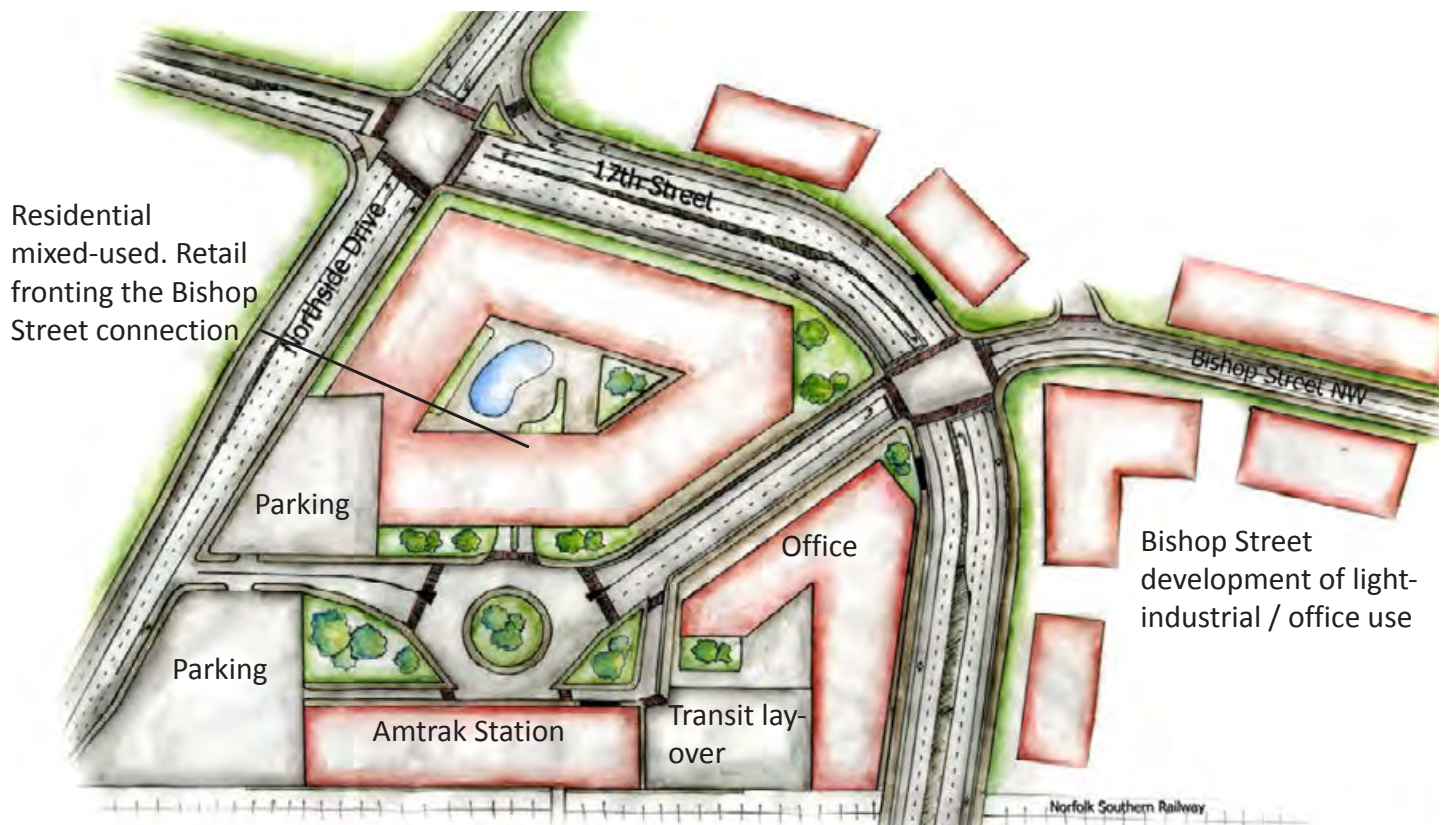 17th Street
Northside Drive
Residential
mixed-used. Retail
fronting the Bishop
Street connection
Bishop Street NW
Parking
Office
Bishop Street
development of light-
industrial / office use
Parking
Amtrak Station
Transit lay-
over
Norfolk Southern Railway